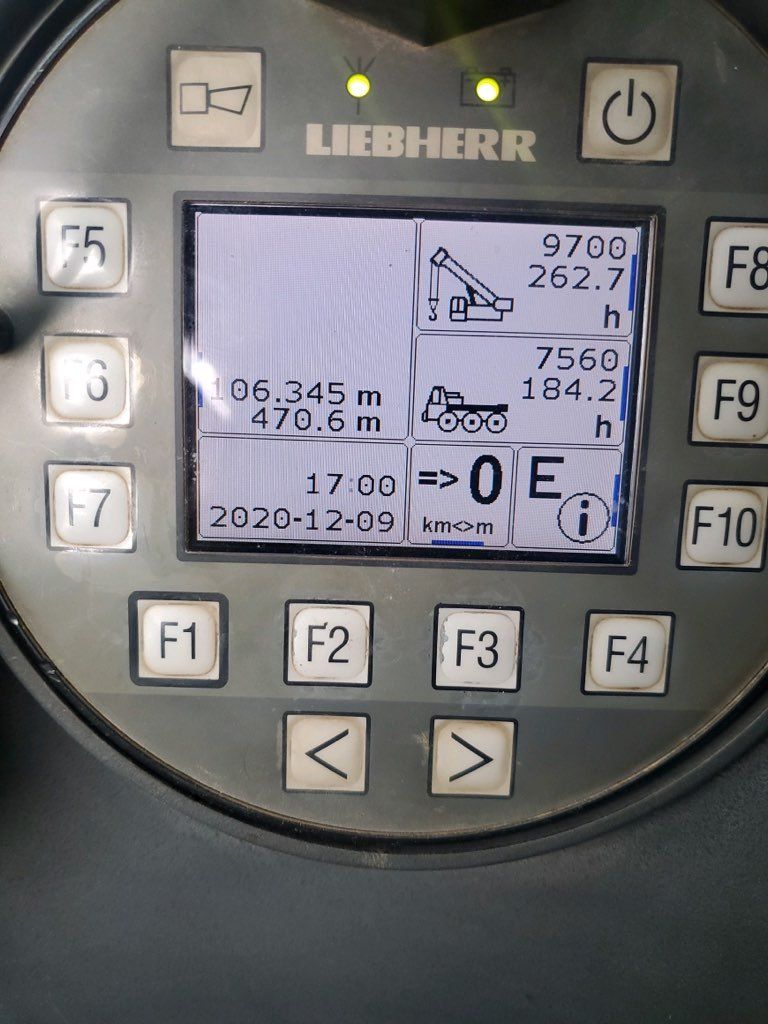 LIEBHERR
F5
F8
9700
262.7
h
F6
106.345 m
470.6 m
7560
184.2
h
F9
F7
17:00
2020-12-09
=> 0
km<>m
E
i
F10
F1
F2
F3
F4
<
>